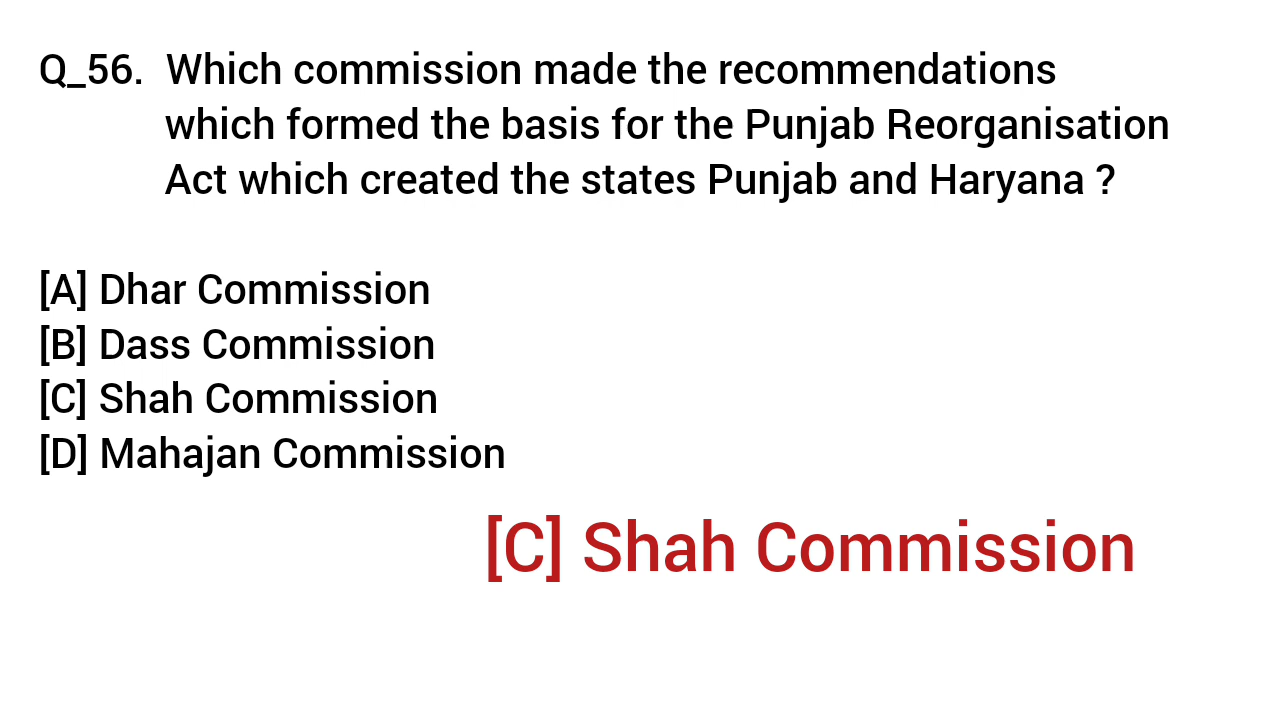 Q_56. Which commission made the recommendations
which formed the basis for the Punjab Reorganisation
Act which created the states Punjab and Haryana ?
[A] Dhar Commission
[B] Dass Commission
[C] Shah Commission
[D] Mahajan Commission
[C] Shah Commission